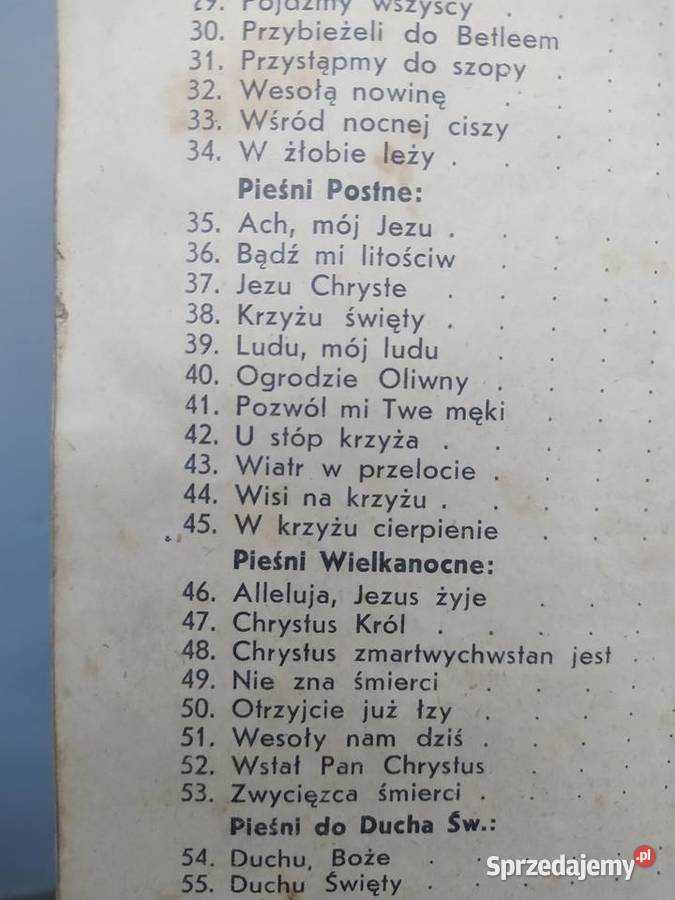 29. Pójdźmy wszyscy .
30. Przybieżeli do Betleem
31. Przystąpmy do szopy . . .
32. Wesołą nowinę . . .
33. Wśród nocnej ciszy . . .
34. W żłobie leży . . . . .
Pieśni Postne:
35. Ach, mój Jezu . . . . .
36. Bądź mi litościw . . . .
37. Jezu Chryste . . . . .
38. Krzyżu święty . . . . .
39. Ludu, mój ludu . . . .
40. Ogrodzie Oliwny . . . .
41. Pozwól mi Twe męki . . .
42. U stóp krzyża . . . . .
43. Wiatr w przelocie . . . .
44. Wisi na krzyżu . . . . .
45. W krzyżu cierpienie . . .
Pieśni Wielkanocne:
46. Alleluja, Jezus żyje . . .
47. Chrystus Król . . . . .
48. Chrystus zmartwychwstan jest .
49. Nie zna śmierci . . . .
50. Otrzyjcie już łzy . . . .
51. Wesoły nam dziś . . . .
52. Wstał Pan Chrystus . . .
53. Zwycięzca śmierci . . . .
Pieśni do Ducha Św.:
54. Duchu, Boże .
55. Duchu Święty .
Sprzedajemy.pl